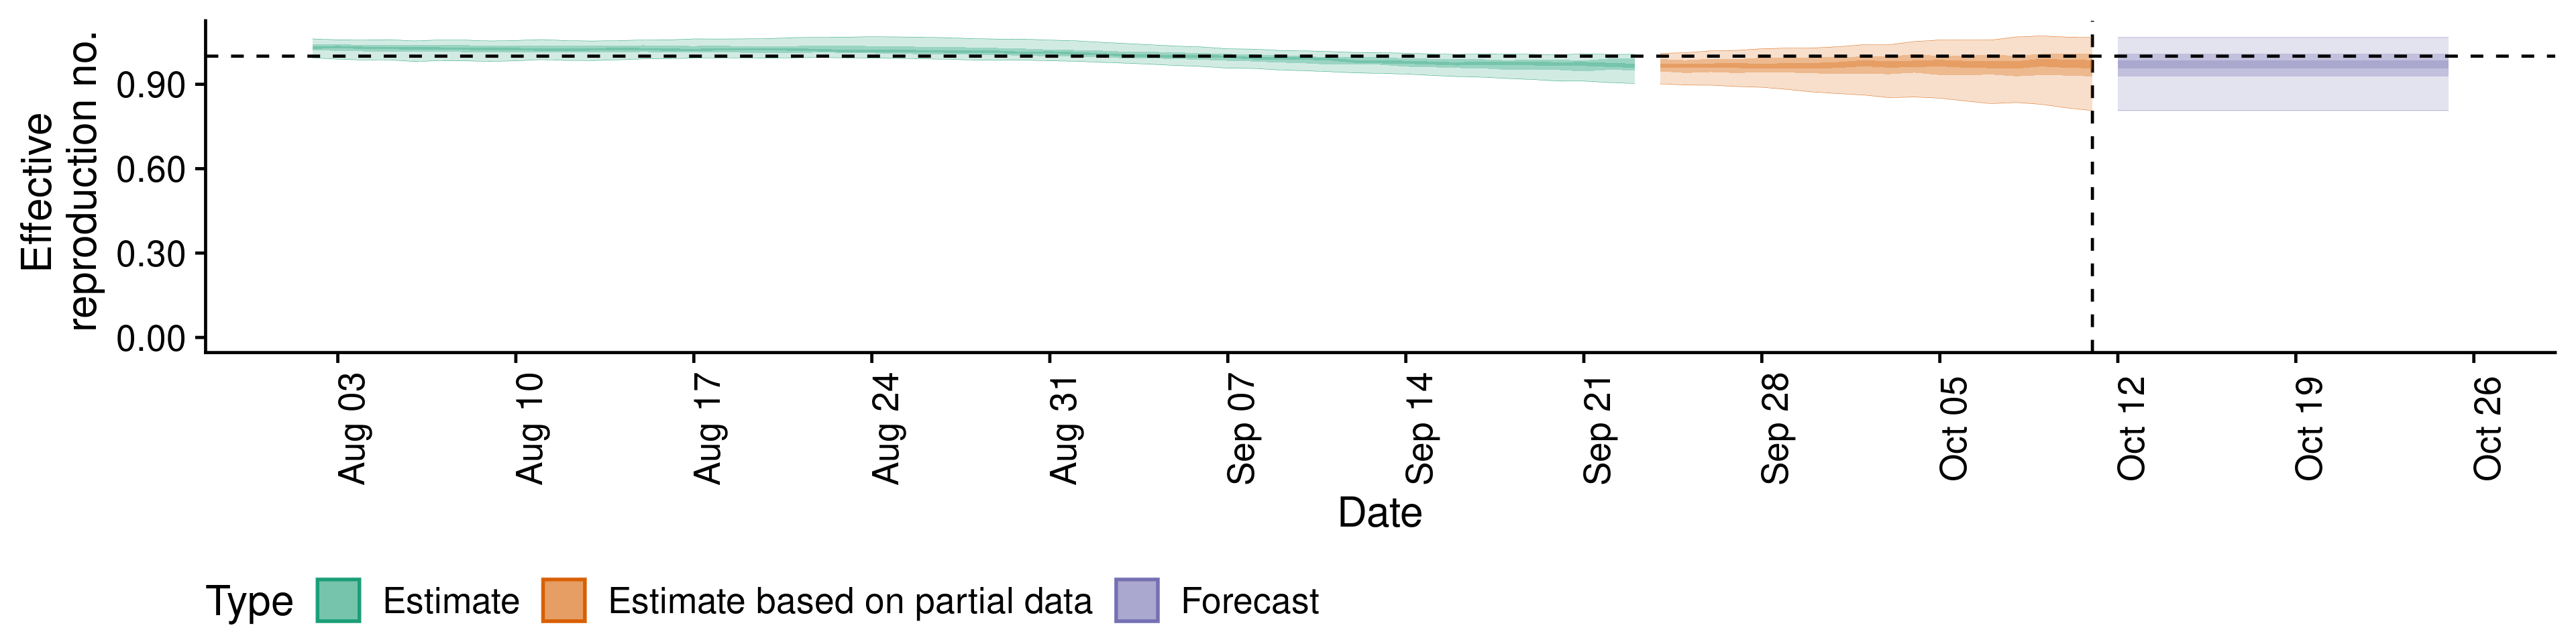 Effective
reproduction no.
0.90
0.60
0.30
0.00
Aug 03
Aug 10
Aug 17
Aug 24
Aug 31
Sep 07
Sep 14
Sep 21
Sep 28
Oct 05
Oct 12
Oct 19
Oct 26
Date
Type Estimate Estimate based on partial data Forecast